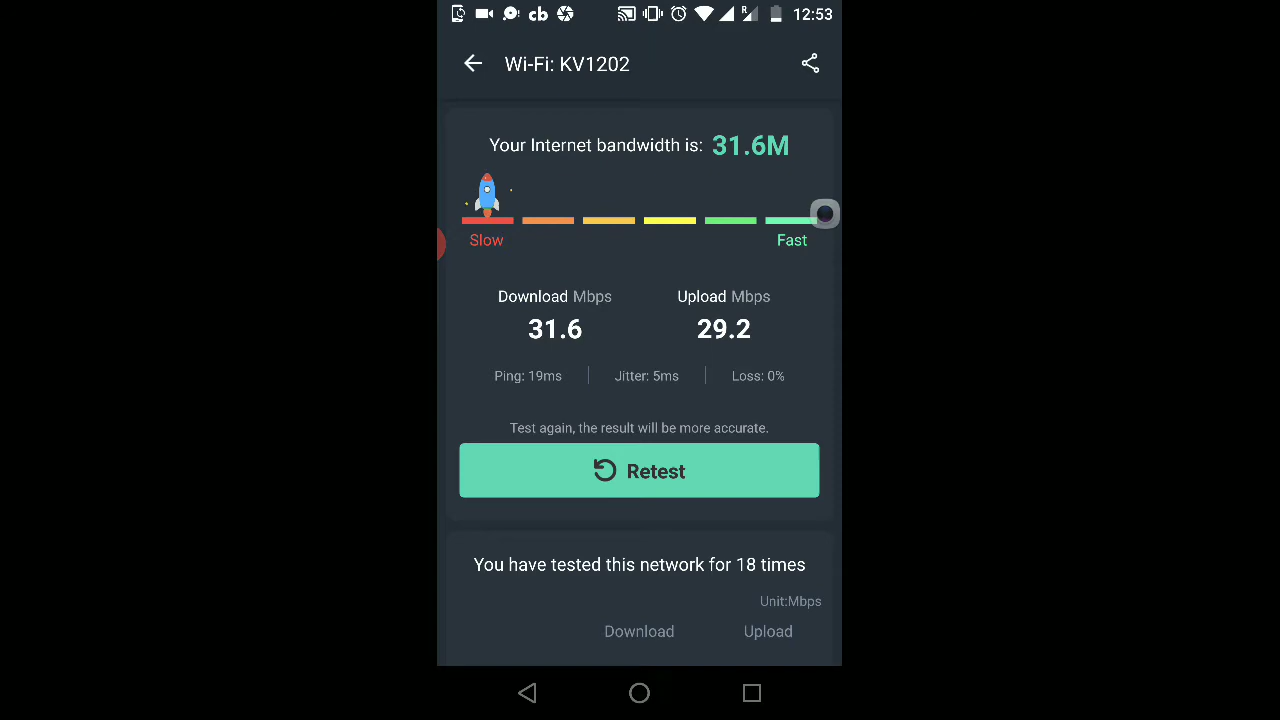 cb R 12:53
Wi-Fi: KV1202
Your Internet bandwidth is: 31.6M
Slow Fast
Download Mbps Upload Mbps
31.6 29.2
Ping: 19ms Jitter: 5ms Loss: 0%
Test again, the result will be more accurate.
Retest
You have tested this network for 18 times
Unit:Mbps
Download Upload